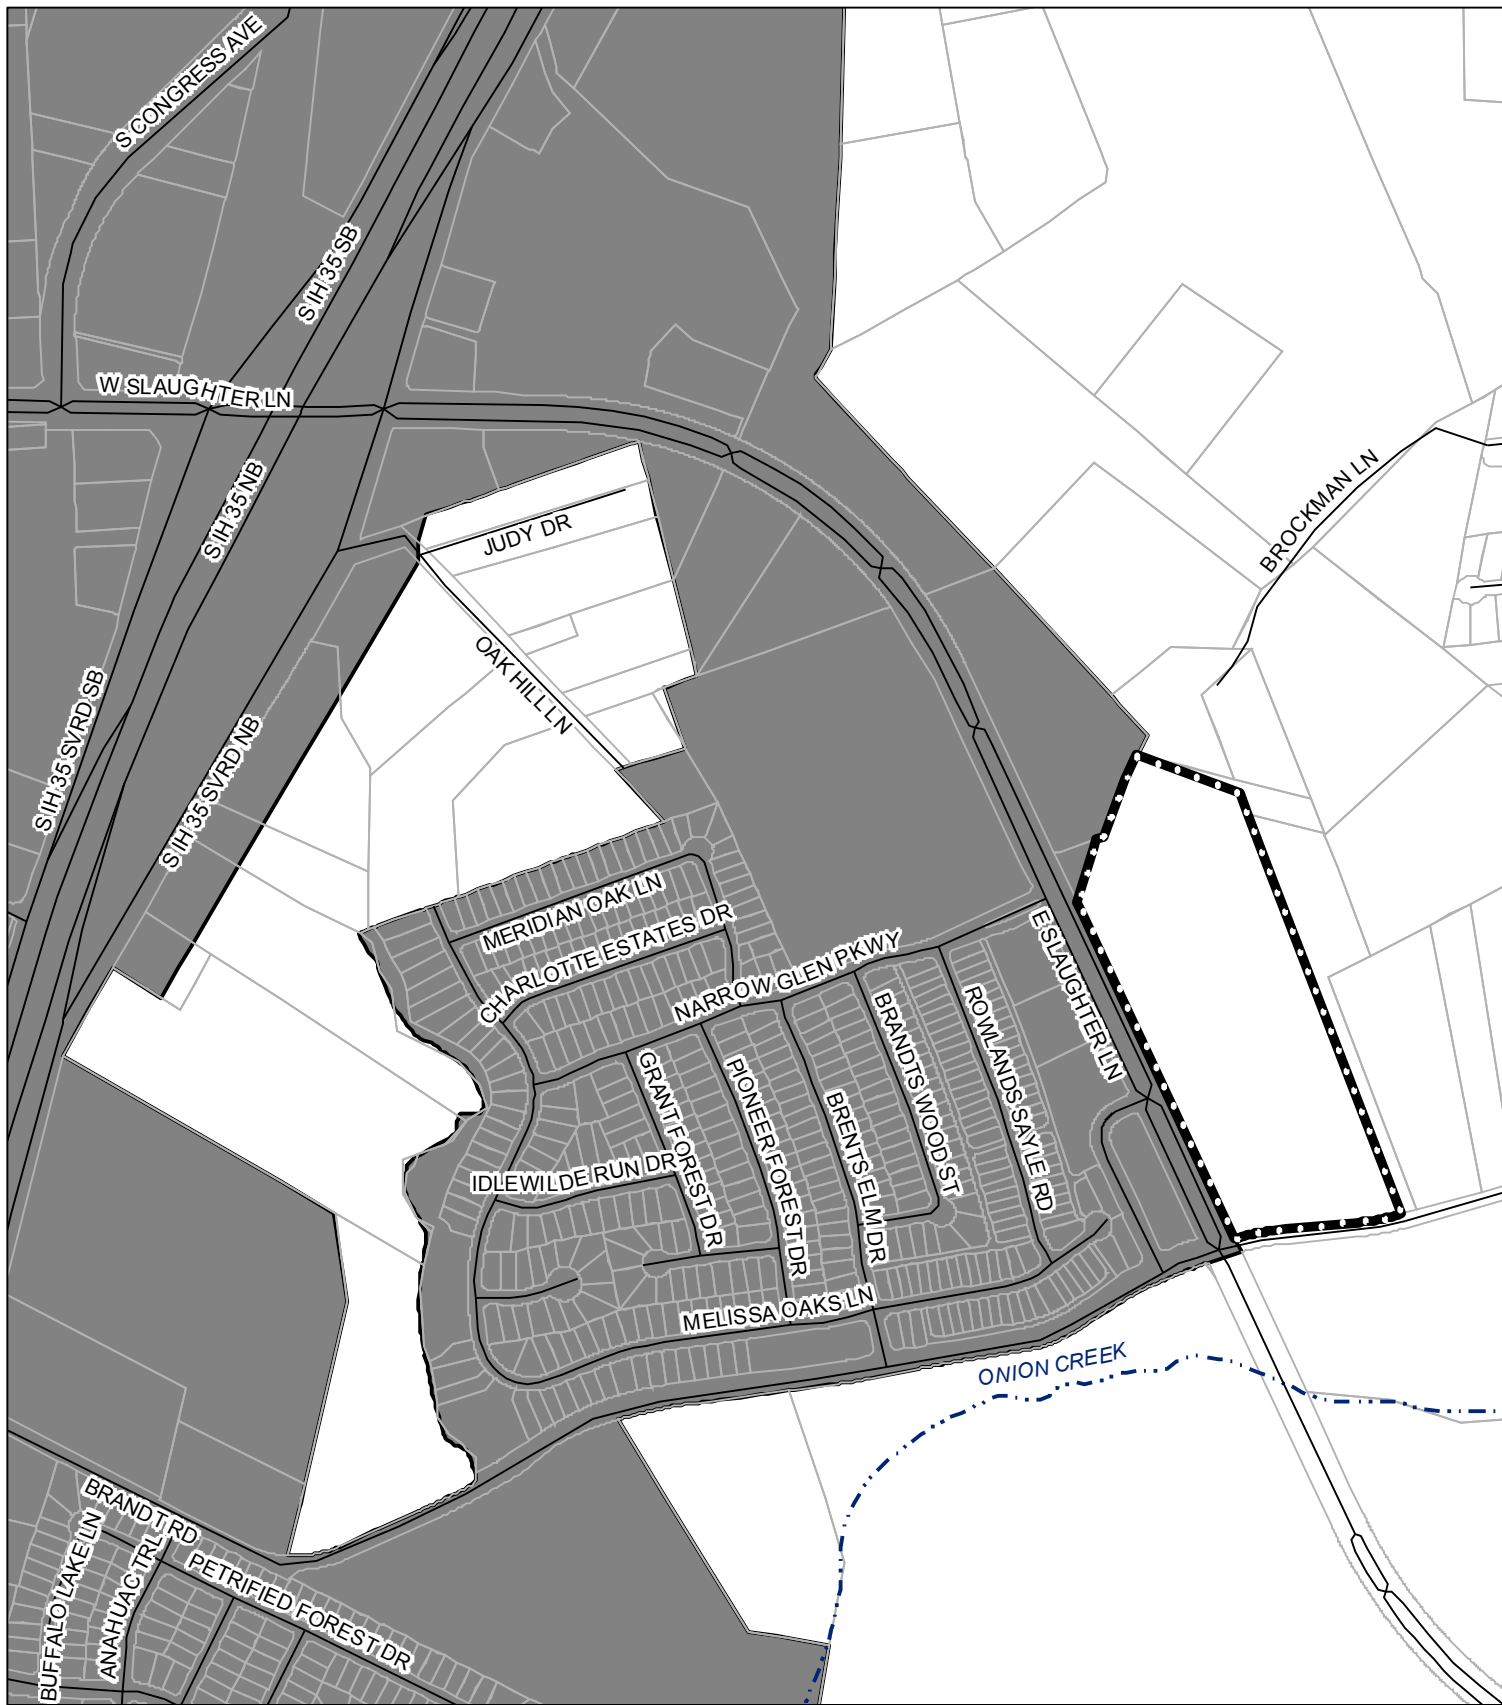 S CONGRESS AVE
S IH 35 SB
W SLAUGHTER LN
S IH 35 NB
JUDY DR
BROCKMAN LN
OAK HILL LN
S IH 35 SVRD SB
S IH 35 SVRD NB
MERIDIAN OAK LN
CHARLOTTE ESTATES DR
NARROW GLEN PKWY
E SLAUGHTER LN
BRANDTS WOOD ST
ROWLANDS SAYLE RD
GRANT FOREST DR
PIONEER FOREST DR
BRENTS ELM DR
IDLEWILDE RUN DR
MELISSA OAKS LN
ONION CREEK
BRANDT RD
BUFFALO LAKE LN
ANAHUAC TRL
PETRIFIED FOREST DR